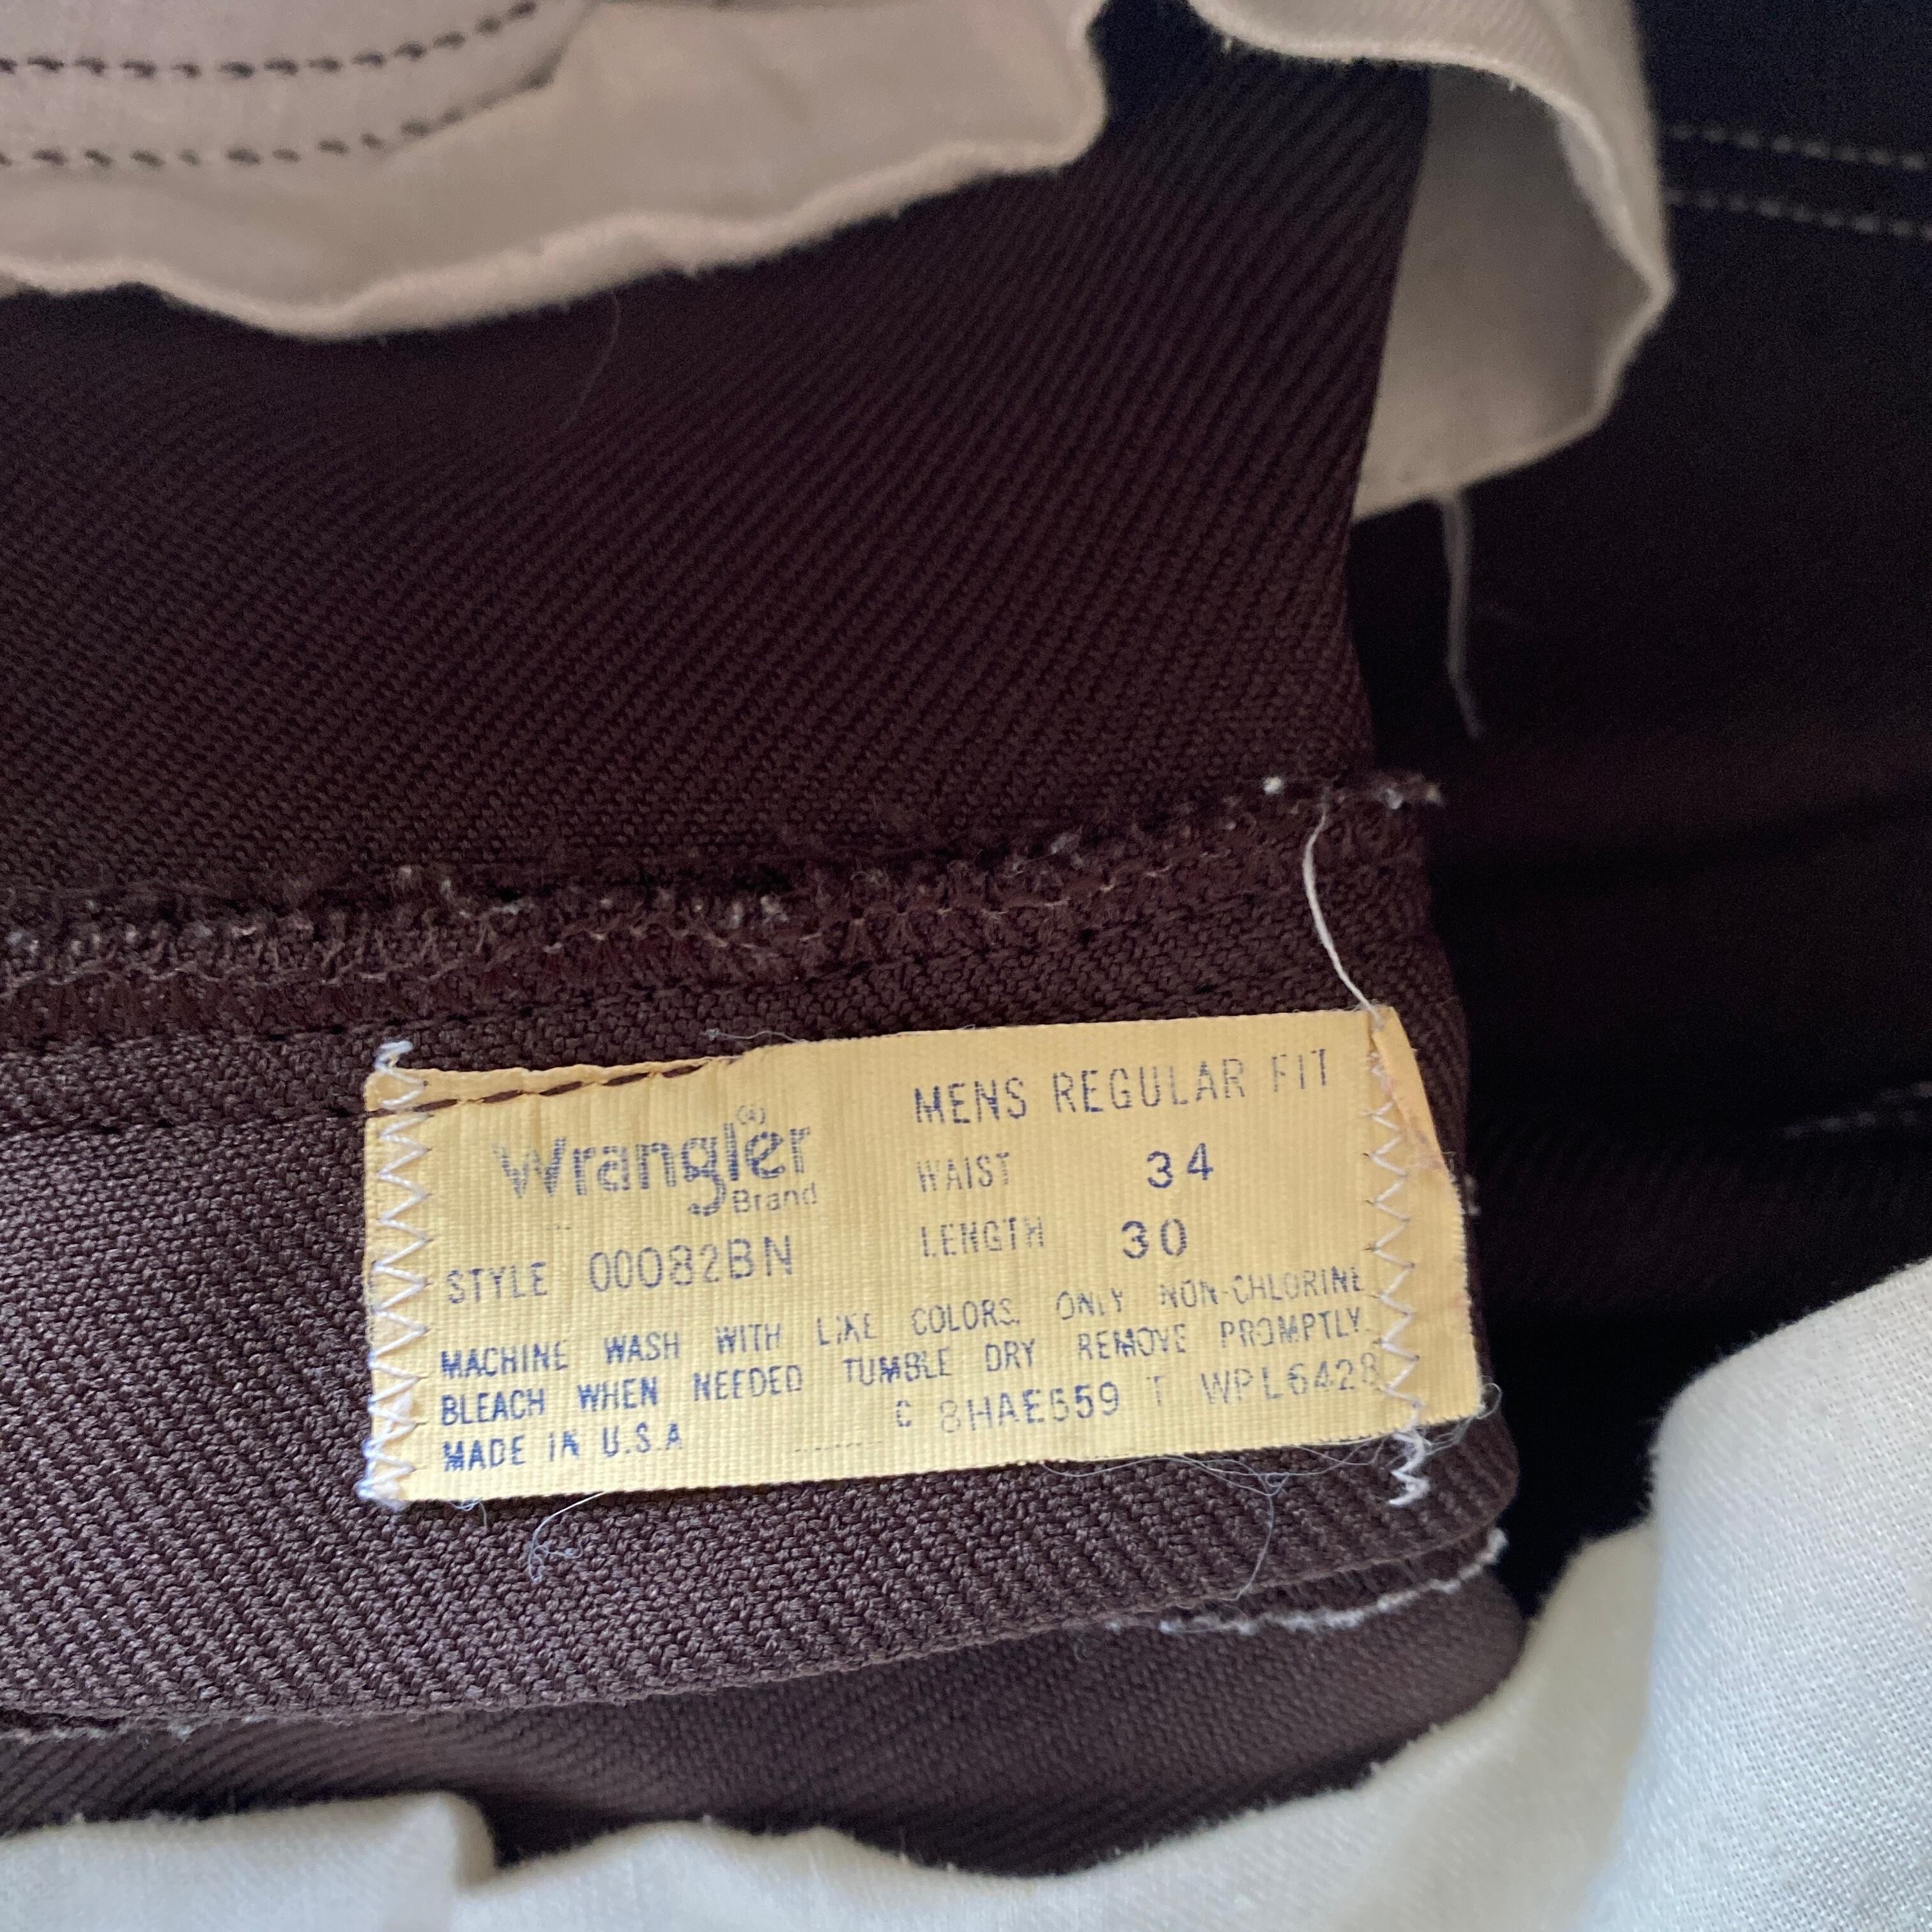 Wrangler®
Brand
STYLE 00082BN
MENS REGULAR FIT
WAIST 34
LENGTH 30
MACHINE WASH WITH LIKE COLORS. ONLY NON-CHLORINE
BLEACH WHEN NEEDED TUMBLE DRY REMOVE PROMPTLY.
MADE IN U.S.A C 8HAE559 T WPL6428